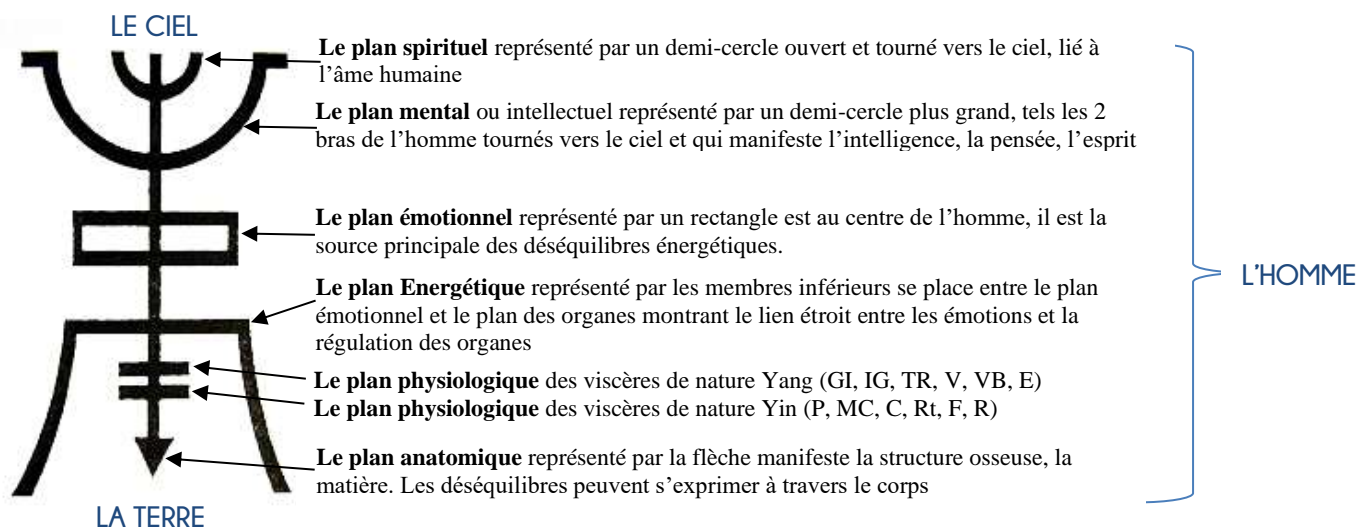 LE CIEL
Le plan spirituel représenté par un demi-cercle ouvert et tourné vers le ciel, lié à
l’âme humaine
Le plan mental ou intellectuel représenté par un demi-cercle plus grand, tels les 2
bras de l’homme tournés vers le ciel et qui manifeste l’intelligence, la pensée, l’esprit
Le plan émotionnel représenté par un rectangle est au centre de l’homme, il est la
source principale des déséquilibres énergétiques.
L’HOMME
Le plan Energétique représenté par les membres inférieurs se place entre le plan
émotionnel et le plan des organes montrant le lien étroit entre les émotions et la
régulation des organes
Le plan physiologique des viscères de nature Yang (GI, IG, TR, V, VB, E)
Le plan physiologique des viscères de nature Yin (P, MC, C, Rt, F, R)
Le plan anatomique représenté par la flèche manifeste la structure osseuse, la
matière. Les déséquilibres peuvent s’exprimer à travers le corps
LA TERRE